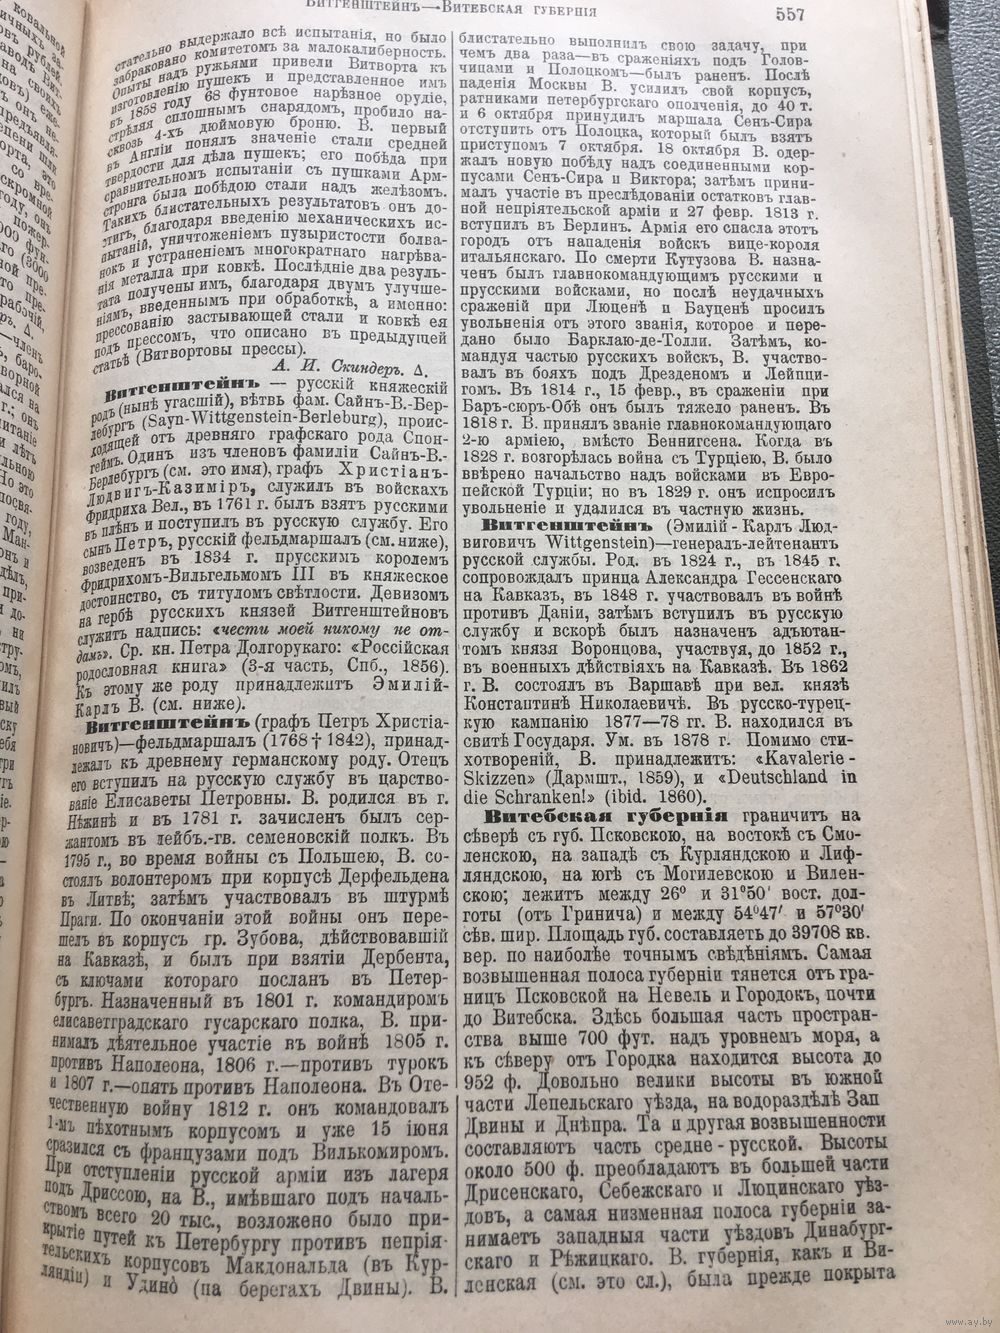 Витгенштейнъ—Витебская губернія
557
стательно выдержало всѣ испытанія, но было
забраковано комитетомъ за малокалиберность.
Опыты надъ ружьями привели Витворта къ
изготовленію пушекъ и представленное имъ
въ 1858 году 68 фунтовое нарѣзное орудіе,
стрѣляя сплошнымъ снарядомъ, пробило на-
сквозь 4-хъ дюймовую броню. В. первый
въ Англіи понялъ значеніе стали средней
твердости для дѣла пушекъ; его побѣда при
сравнительномъ испытаніи съ пушками Арм-
стронга была побѣдою стали надъ желѣзомъ.
Такихъ блистательныхъ результатовъ онъ до-
стигъ, благодаря введенію механическихъ ис-
пытаній, уничтоженіемъ пузыристости болва-
нокъ и устраненіемъ многократнаго нагрѣва-
нія металла при ковкѣ. Послѣдніе два резуль-
тата получены имъ, благодаря двумъ улучше-
ніямъ, введеннымъ при обработкѣ, а именно:
прессованію застывающей стали и ковкѣ ея
подъ прессомъ, что описано въ предыдущей
статьѣ (Витвортовы прессы).
А. И. Скиндеръ. Δ.
Витгенштейнъ — русскій княжескій
родъ (нынѣ угасшій), вѣтвь фам. Сайнъ-В.-Бер-
лебургъ (Sayn-Wittgenstein-Berleburg), проис-
ходящей отъ древняго графскаго рода Спон-
геймъ. Одинъ изъ членовъ фамиліи Сайнъ-В.-
Берлебургъ (см. это имя), графъ Христіанъ-
Людвигъ-Казиміръ, служилъ въ войскахъ
Фридриха Вел., въ 1761 г. былъ взятъ русскими
въ плѣнъ и поступилъ въ русскую службу. Его
сынъ Петръ, русскій фельдмаршалъ (см. ниже),
возведенъ въ 1834 г. прусскимъ королемъ
Фридрихомъ-Вильгельмомъ III въ княжеское
достоинство, съ титуломъ свѣтлости. Девизомъ
на гербѣ русскихъ князей Витгенштейновъ
служитъ надпись: «чести моей никому не от-
дамъ». Ср. кн. Петра Долгорукаго: «Россійская
родословная книга» (3-я часть, Спб., 1856).
Къ этому же роду принадлежитъ Эмилій-
Карлъ В. (см. ниже).
Витгенштейнъ (графъ Петръ Христіа-
новичъ)—фельдмаршалъ (1768 † 1842), принад-
лежалъ къ древнему германскому роду. Отецъ
его вступилъ на русскую службу въ царство-
ваніе Елисаветы Петровны. В. родился въ г.
Нѣжинѣ и въ 1781 г. зачисленъ былъ сер-
жантомъ въ лейбъ.-гв. семеновскій полкъ. Въ
1795 г., во время войны съ Польшею, В. со-
стоялъ волонтеромъ при корпусѣ Дерфельдена
въ Литвѣ; затѣмъ участвовалъ въ штурмѣ
Праги. По окончаніи этой войны онъ пере-
шелъ въ корпусъ гр. Зубова, дѣйствовавшій
на Кавказѣ, и былъ при взятіи Дербента,
съ ключами котораго посланъ въ Петер-
бургъ. Назначенный въ 1801 г. командиромъ
елисаветградскаго гусарскаго полка, В. при-
нималъ дѣятельное участіе въ войнѣ 1805 г.
противъ Наполеона, 1806 г.—противъ турокъ
и 1807 г.—опять противъ Наполеона. Въ Оте-
чественную войну 1812 г. онъ командовалъ
1-мъ пѣхотнымъ корпусомъ и уже 15 іюня
сразился съ французами подъ Вилькомиромъ.
При отступленіи русской арміи изъ лагеря
подъ Дриссою, на В., имѣвшаго подъ началь-
ствомъ всего 20 тыс., возложено было при-
крытіе путей къ Петербургу противъ непрія-
тельскихъ корпусовъ Макдональда (въ Кур-
ляндіи) и Удинò (на берегахъ Двины). В.
блистательно выполнилъ свою задачу, при
чемъ два раза—въ сраженіяхъ подъ Голов-
чицами и Полоцкомъ—былъ раненъ. Послѣ
паденія Москвы В. усилилъ свой корпусъ,
ратниками петербургскаго ополченія, до 40 т.
и 6 октября принудилъ маршала Сенъ-Сира
отступить отъ Полоцка, который былъ взятъ
приступомъ 7 октября. 18 октября В. одер-
жалъ новую побѣду надъ соединенными кор-
пусами Сенъ-Сира и Виктора; затѣмъ прини-
малъ участіе въ преслѣдованіи остатковъ глав-
ной непріятельской арміи и 27 февр. 1813 г.
вступилъ въ Берлинъ. Армія его спасла этотъ
городъ отъ нападенія войскъ вице-короля
итальянскаго. По смерти Кутузова В. назна-
ченъ былъ главнокомандующимъ русскими и
прусскими войсками, но послѣ неудачныхъ
сраженій при Люценѣ и Бауценѣ просилъ
увольненія отъ этого званія, которое и пере-
дано было Барклаю-де-Толли. Затѣмъ, ко-
мандуя частью русскихъ войскъ, В. участво-
валъ въ бояхъ подъ Дрезденомъ и Лейпци-
гомъ. Въ 1814 г., 15 февр., въ сраженіи при
Баръ-сюръ-Обѣ онъ былъ тяжело раненъ. Въ
1818 г. В. принялъ званіе главнокомандующаго
2-ю арміею, вмѣсто Беннигсена. Когда въ
1828 г. возгорѣлась война съ Турціею, В. было
ввѣрено начальство надъ войсками въ Евро-
пейской Турціи; но въ 1829 г. онъ испросилъ
увольненіе и удалился въ частную жизнь.
Витгенштейнъ (Эмилій-Карлъ Люд-
виговичъ Wittgenstein)—генералъ-лейтенантъ
русской службы. Род. въ 1824 г., въ 1845 г.
сопровождалъ принца Александра Гессенскаго
на Кавказъ, въ 1848 г. участвовалъ въ войнѣ
противъ Даніи, затѣмъ вступилъ въ русскую
службу и вскорѣ былъ назначенъ адъютан-
томъ князя Воронцова, участвуя, до 1852 г.,
въ военныхъ дѣйствіяхъ на Кавказѣ. Въ 1862
г. В. состоялъ въ Варшавѣ при вел. князѣ
Константинѣ Николаевичѣ. Въ русско-турец-
кую кампанію 1877—78 гг. В. находился въ
свитѣ Государя. Ум. въ 1878 г. Помимо сти-
хотвореній, В. принадлежитъ: «Kavalerie-
Skizzen» (Дармшт., 1859), и «Deutschland in
die Schranken!» (ibid. 1860).
Витебская губернія граничитъ на
сѣверѣ съ губ. Псковскою, на востокѣ съ Смо-
ленскою, на западѣ съ Курляндскою и Лиф-
ляндскою, на югѣ съ Могилевскою и Вилен-
скою; лежитъ между 26° и 31°50' вост. дол-
готы (отъ Гринича) и между 54°47' и 57°30'
сѣв. шир. Площадь губ. составляетъ до 39708 кв.
вер. по наиболѣе точнымъ свѣдѣніямъ. Самая
возвышенная полоса губерніи тянется отъ гра-
ницъ Псковской на Невель и Городокъ, почти
до Витебска. Здѣсь большая часть простран-
ства выше 700 фут. надъ уровнемъ моря, а
къ сѣверу отъ Городка находится высота до
952 ф. Довольно велики высоты въ южной
части Лепельскаго уѣзда, на водораздѣлѣ Зап
Двины и Днѣпра. Та и другая возвышенности
составляютъ часть средне-русской. Высоты
около 500 ф. преобладаютъ въ большей части
Дрисенскаго, Себежскаго и Люцинскаго уѣз-
довъ, а самая низменная полоса губерніи за-
нимаетъ западныя части уѣздовъ Динабург-
скаго и Рѣжицкаго. В. губернія, какъ и Ви-
ленская (см. это сл.), была прежде покрыта
www.ay.by